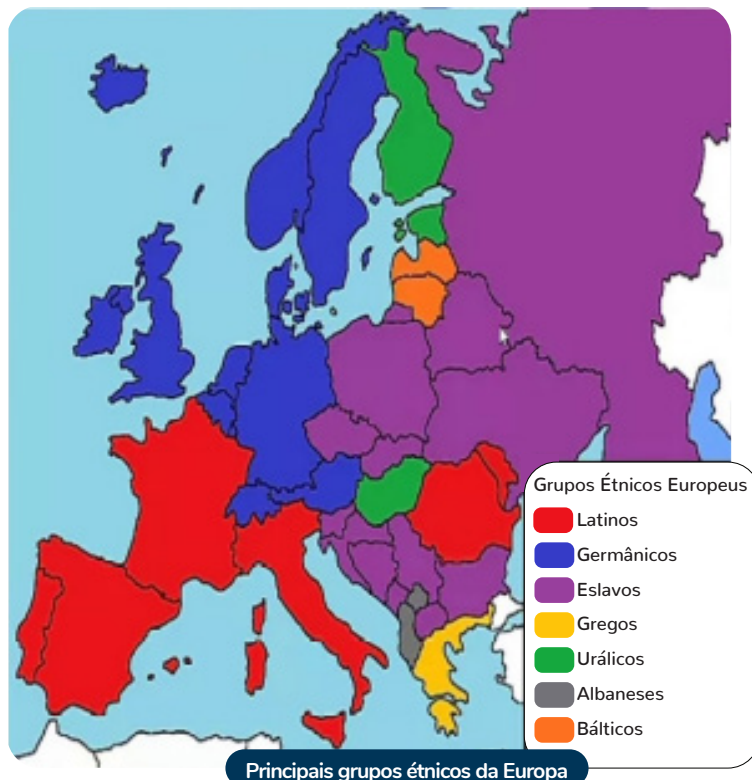 Grupos Étnicos Europeus
Latinos
Germânicos
Eslavos
Gregos
Urálicos
Albaneses
Bálticos
Principais grupos étnicos da Europa